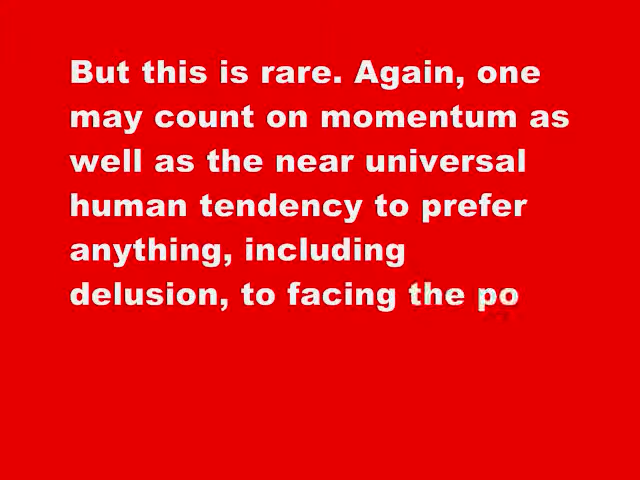 But this is rare. Again, one
may count on momentum as
well as the near universal
human tendency to prefer
anything, including
delusion, to facing the po